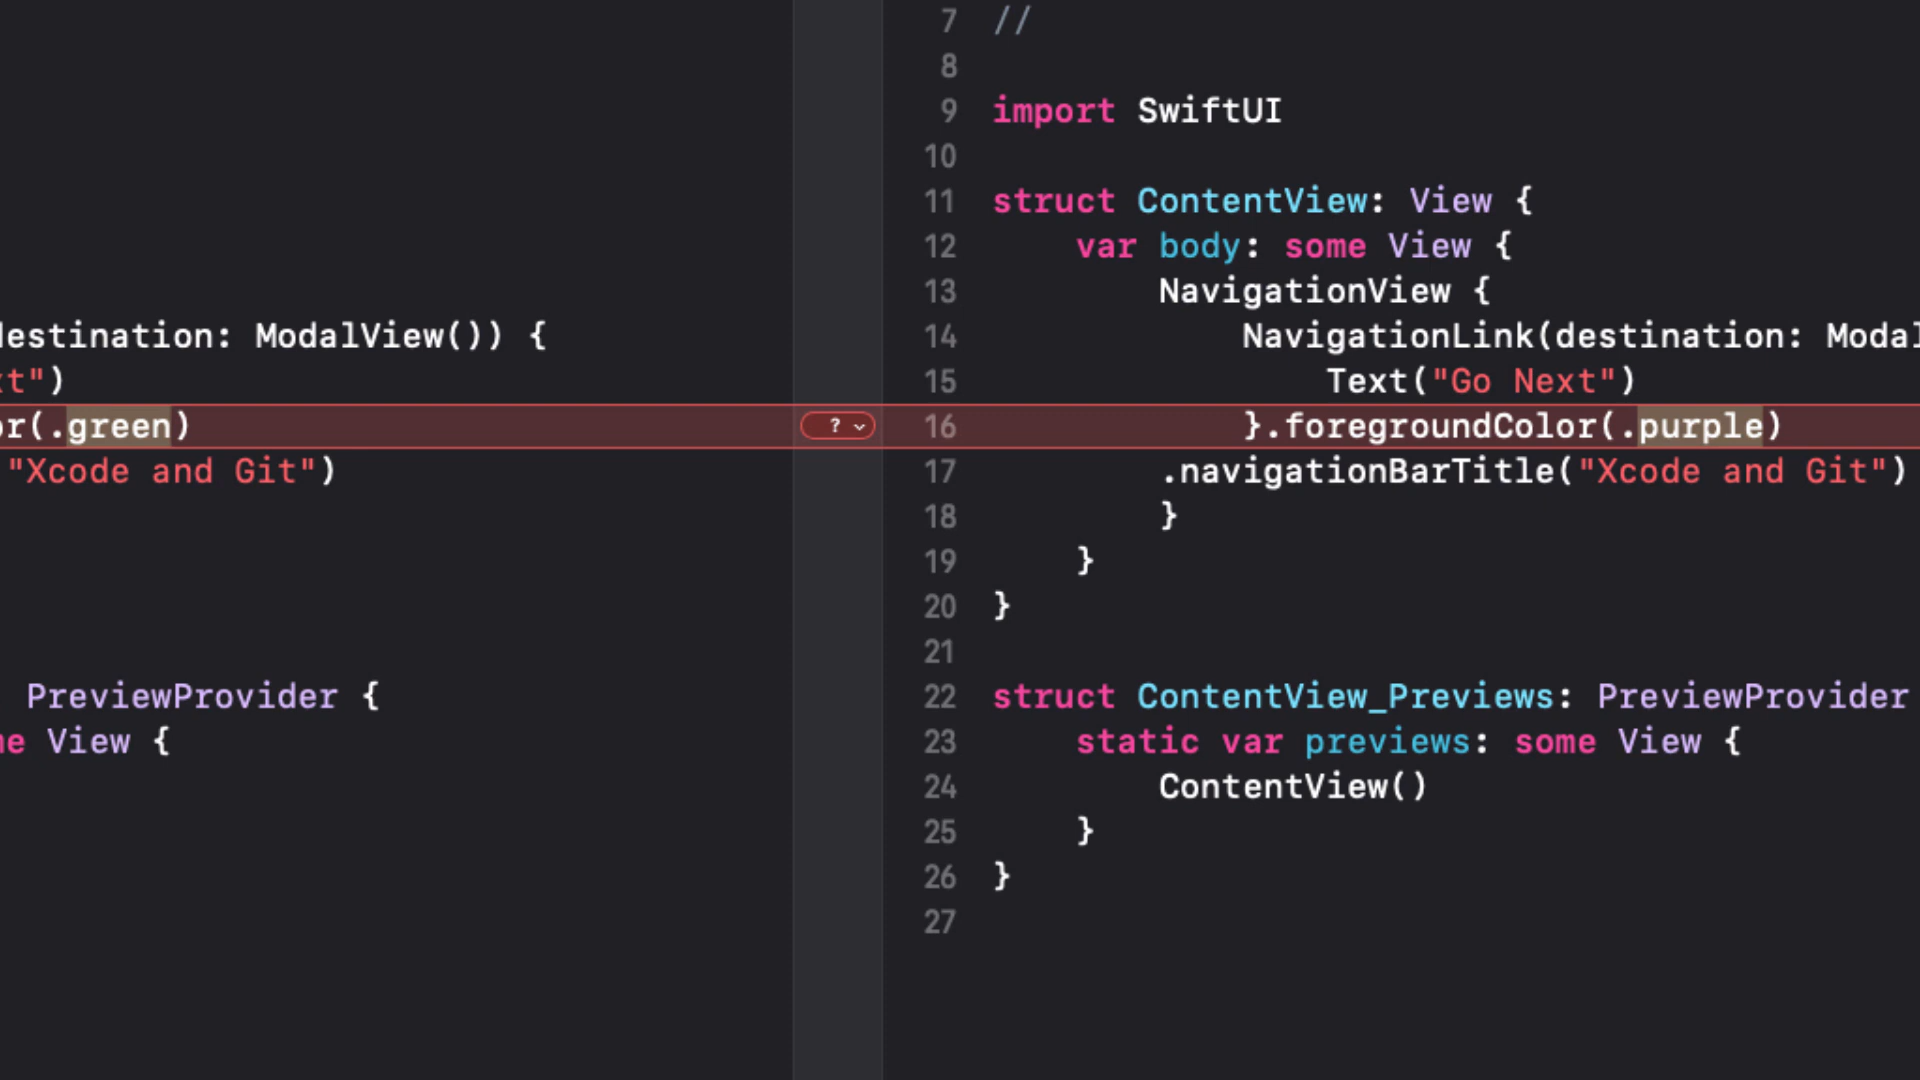 estination: ModalView()) {
t")
r(.green)
"Xcode and Git")
PreviewProvider {
e View {
?
7 //
8
9 import SwiftUI
10
11 struct ContentView: View {
12 var body: some View {
13 NavigationView {
14 NavigationLink(destination: Modal
15 Text("Go Next")
16 }.foregroundColor(.purple)
17 .navigationBarTitle("Xcode and Git")
18 }
19 }
20 }
21
22 struct ContentView_Previews: PreviewProvider
23 static var previews: some View {
24 ContentView()
25 }
26 }
27